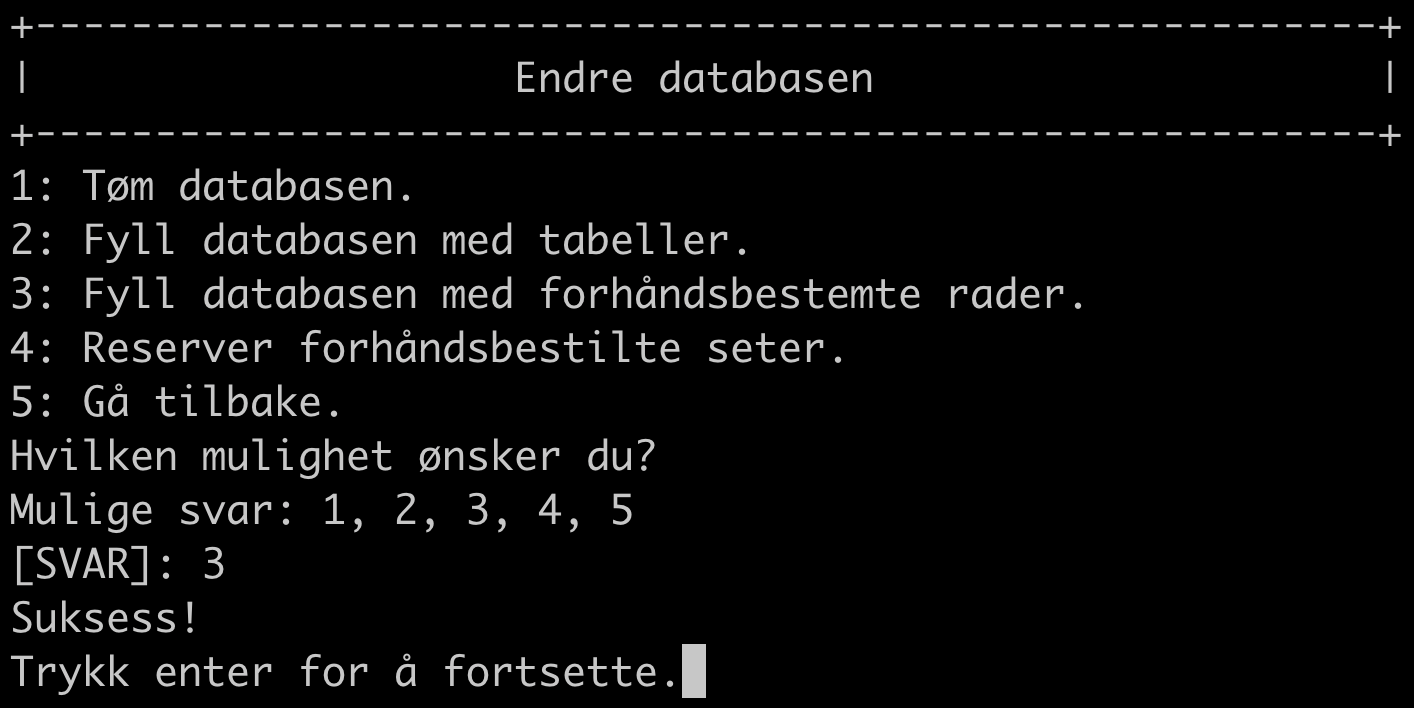 +--------------------------------------------------------+
|                    Endre databasen                     |
+--------------------------------------------------------+
1: Tøm databasen.
2: Fyll databasen med tabeller.
3: Fyll databasen med forhåndsbestemte rader.
4: Reserver forhåndsbestilte seter.
5: Gå tilbake.
Hvilken mulighet ønsker du?
Mulige svar: 1, 2, 3, 4, 5
[SVAR]: 3
Suksess!
Trykk enter for å fortsette.